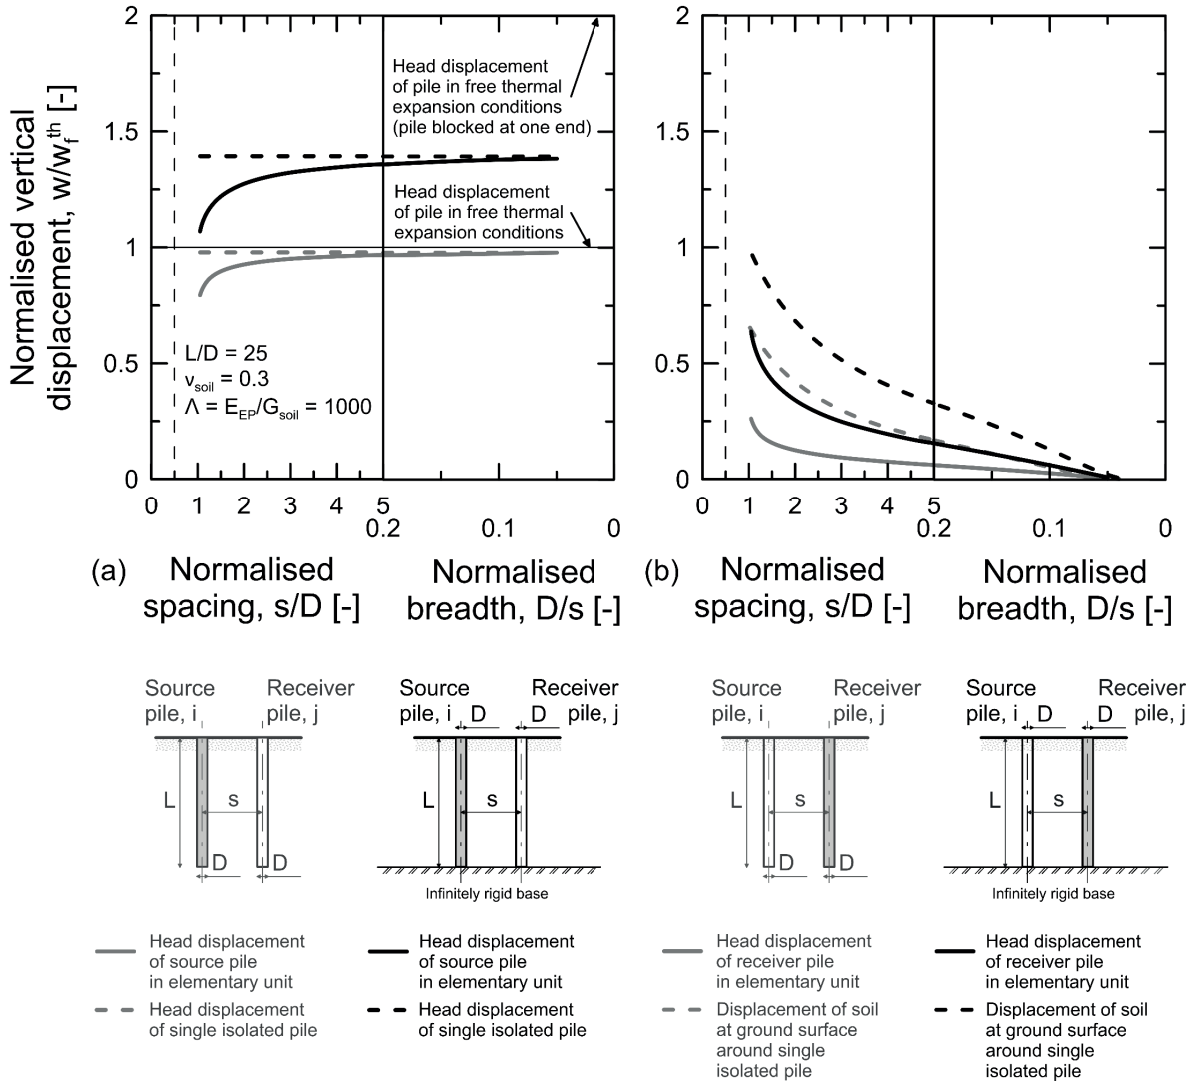 Normalised vertical
displacement, w/w_f^th [-]
2
1.5
1
0.5
0
Head displacement
of pile in free thermal
expansion conditions
(pile blocked at one end)
Head displacement
of pile in free thermal
expansion conditions
L/D = 25
ν_soil = 0.3
Λ = E_EP/G_soil = 1000
0 1 2 3 4 5
0.2 0.1 0
(a) Normalised
spacing, s/D [-]
Normalised
breadth, D/s [-]
2
1.5
1
0.5
0
0 1 2 3 4 5
0.2 0.1 0
(b) Normalised
spacing, s/D [-]
Normalised
breadth, D/s [-]
Source
pile, i
Receiver
pile, j
L
s
D
D
Source
pile, i
D
Receiver
D
pile, j
L
s
Infinitely rigid base
Source
pile, i
Receiver
pile, j
L
s
D
D
Source
pile, i
D
Receiver
D
pile, j
L
s
Infinitely rigid base
Head displacement
of source pile
in elementary unit
Head displacement
of single isolated pile
Head displacement
of source pile
in elementary unit
Head displacement
of single isolated pile
Head displacement
of receiver pile
in elementary unit
Displacement of soil
at ground surface
around single
isolated pile
Head displacement
of receiver pile
in elementary unit
Displacement of soil
at ground surface
around single
isolated pile